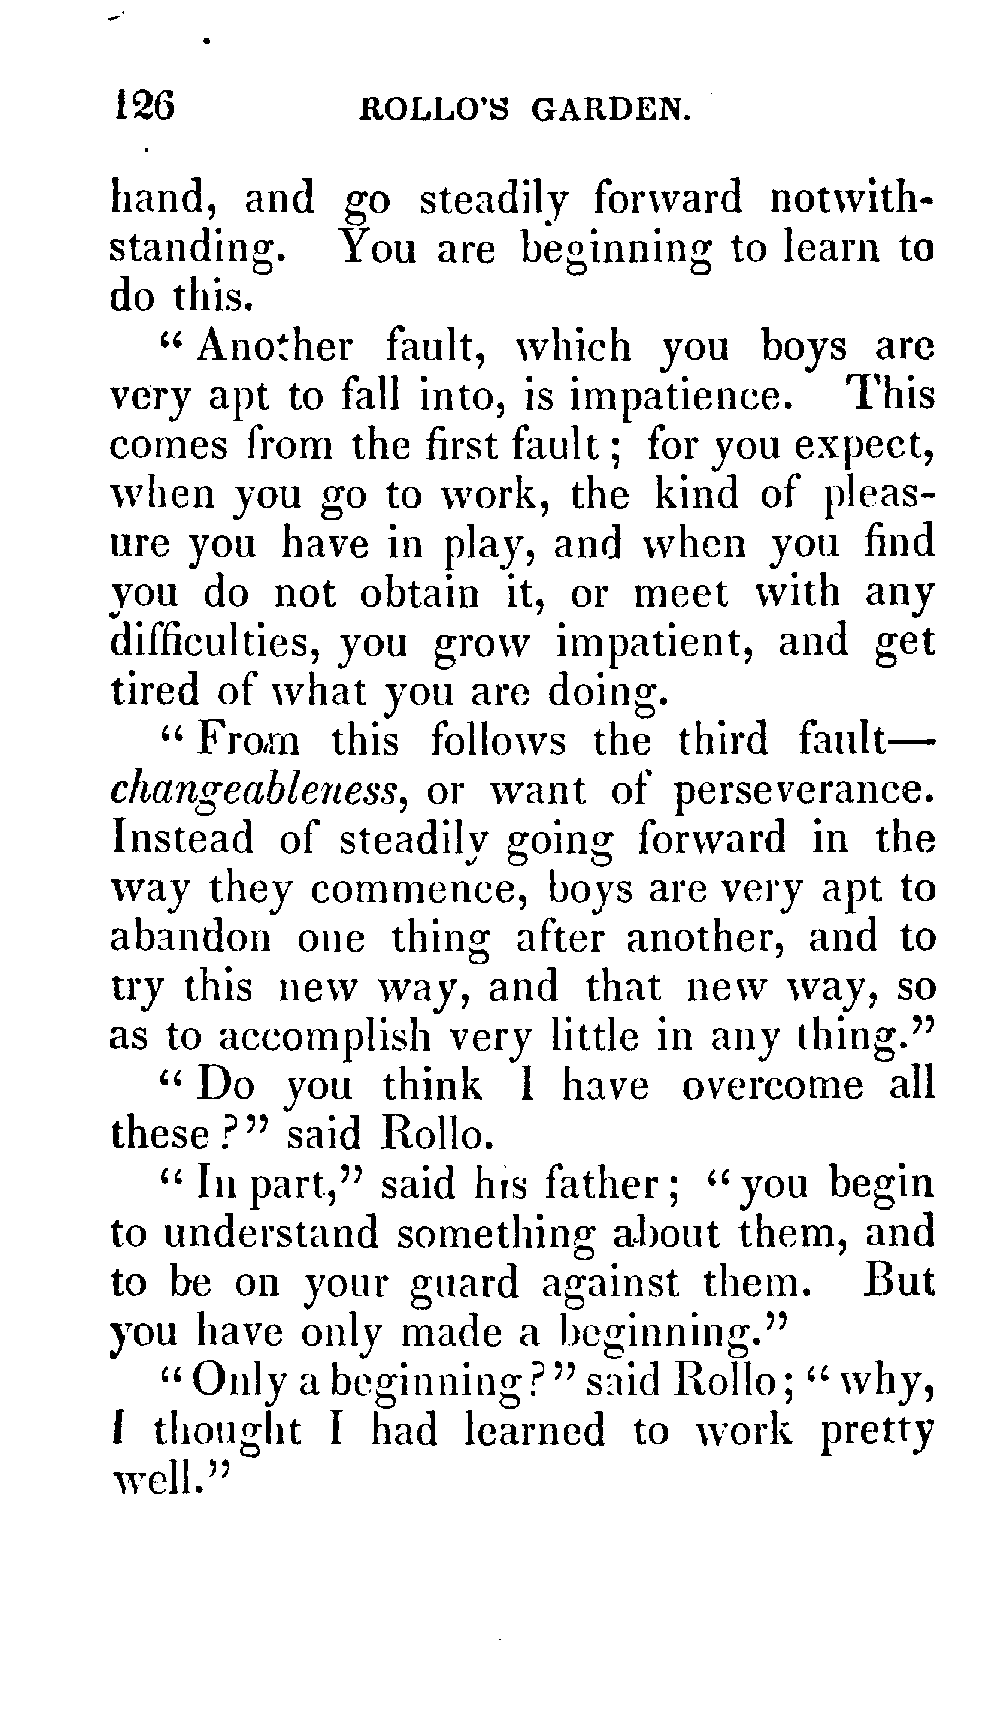 126 ROLLO'S GARDEN.
hand, and go steadily forward notwith-
standing. You are beginning to learn to
do this.
“ Another fault, which you boys are
very apt to fall into, is impatience. This
comes from the first fault ; for you expect,
when you go to work, the kind of pleas-
ure you have in play, and when you find
you do not obtain it, or meet with any
difficulties, you grow impatient, and get
tired of what you are doing.
“ From this follows the third fault—
changeableness, or want of perseverance.
Instead of steadily going forward in the
way they commence, boys are very apt to
abandon one thing after another, and to
try this new way, and that new way, so
as to accomplish very little in any thing.”
“ Do you think I have overcome all
these ?” said Rollo.
“ In part,” said his father ; “ you begin
to understand something about them, and
to be on your guard against them. But
you have only made a beginning.”
“ Only a beginning ? ” said Rollo ; “ why,
I thought I had learned to work pretty
well.”